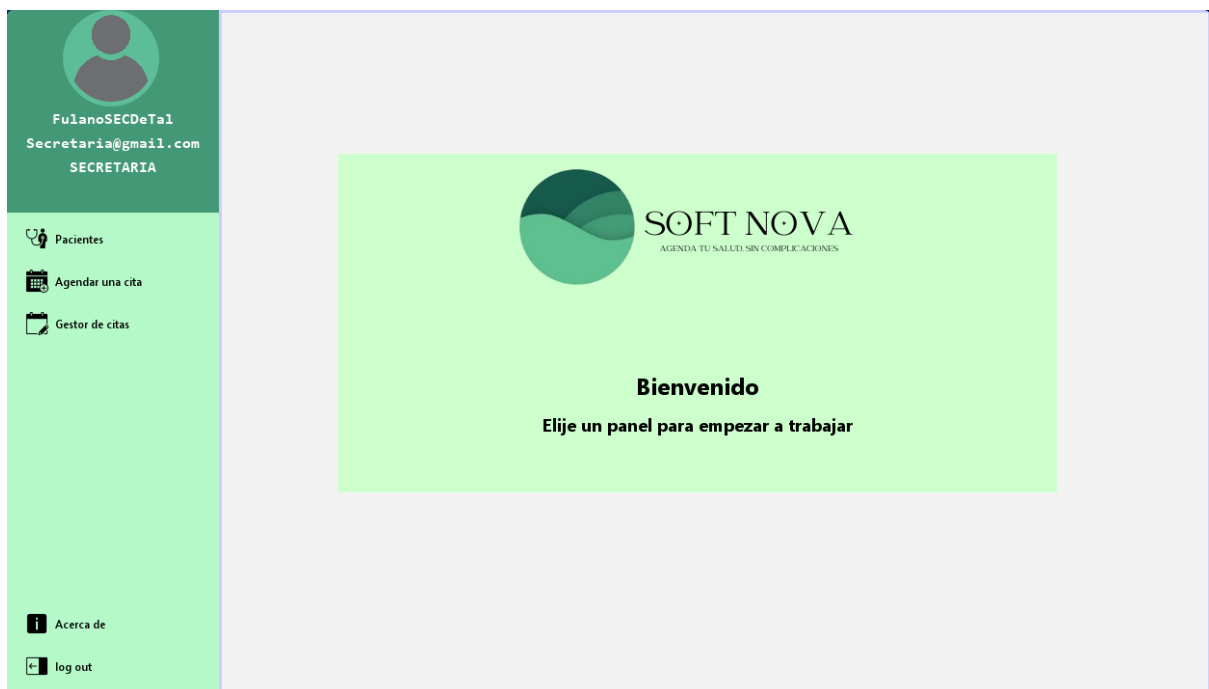 FulanoSECDeTal
Secretaria@gmail.com
SECRETARIA
Pacientes
Agendar una cita
Gestor de citas
Acerca de
log out
SOFT NOVA
AGENDA TU SALUD, SIN COMPLICACIONES
Bienvenido
Elije un panel para empezar a trabajar